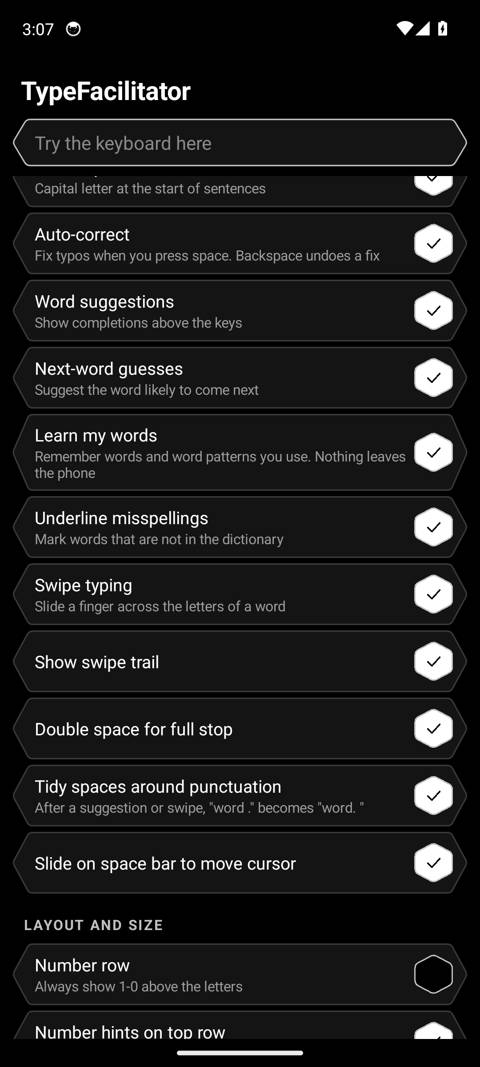 3:07
TypeFacilitator
Try the keyboard here
Capital letter at the start of sentences
Auto-correct
Fix typos when you press space. Backspace undoes a fix
Word suggestions
Show completions above the keys
Next-word guesses
Suggest the word likely to come next
Learn my words
Remember words and word patterns you use. Nothing leaves
the phone
Underline misspellings
Mark words that are not in the dictionary
Swipe typing
Slide a finger across the letters of a word
Show swipe trail
Double space for full stop
Tidy spaces around punctuation
After a suggestion or swipe, "word ." becomes "word. "
Slide on space bar to move cursor
LAYOUT AND SIZE
Number row
Always show 1-0 above the letters
Number hints on top row